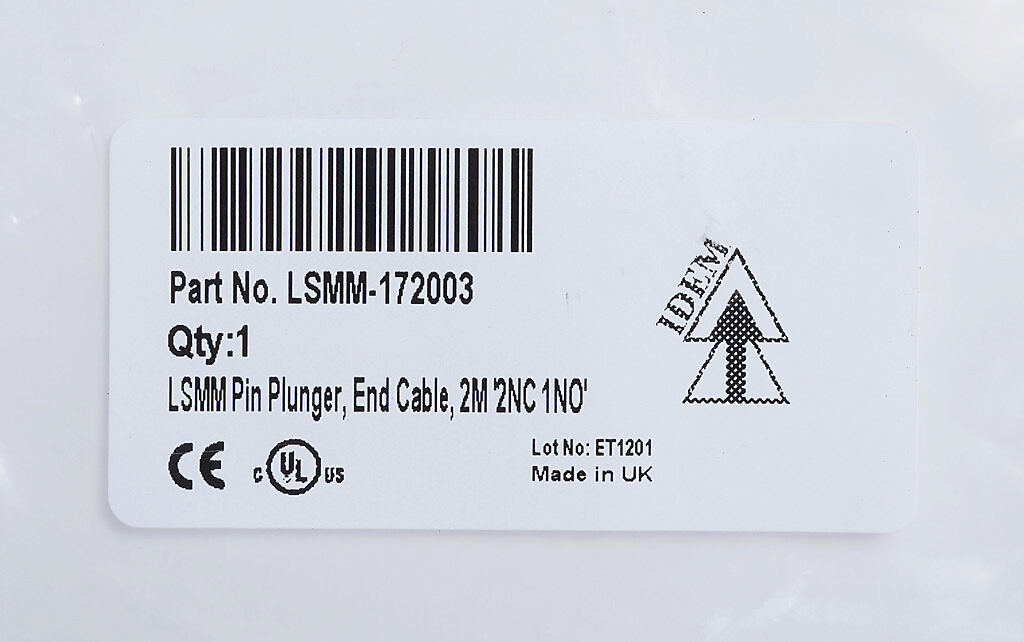 Part No. LSMM-172003
Qty:1
LSMM Pin Plunger, End Cable, 2M '2NC 1NO'
IDEM
CE c UL US
Lot No: ET1201
Made in UK